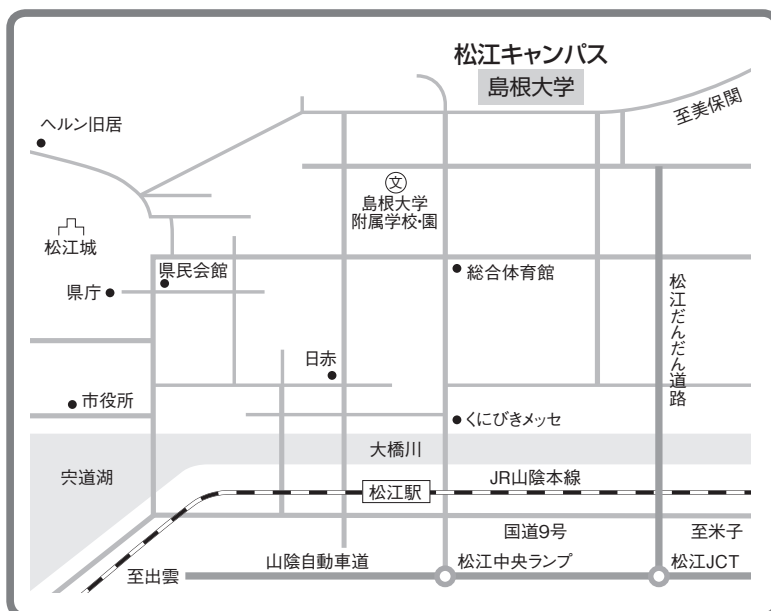 松江キャンパス
島根大学
至美保関
ヘルン旧居
文
島根大学
附属学校・園
松江城
県民会館
総合体育館
県庁
松江だんだん道路
日赤
市役所
くにびきメッセ
大橋川
宍道湖
JR山陰本線
松江駅
国道9号
至米子
山陰自動車道
松江中央ランプ
松江JCT
至出雲